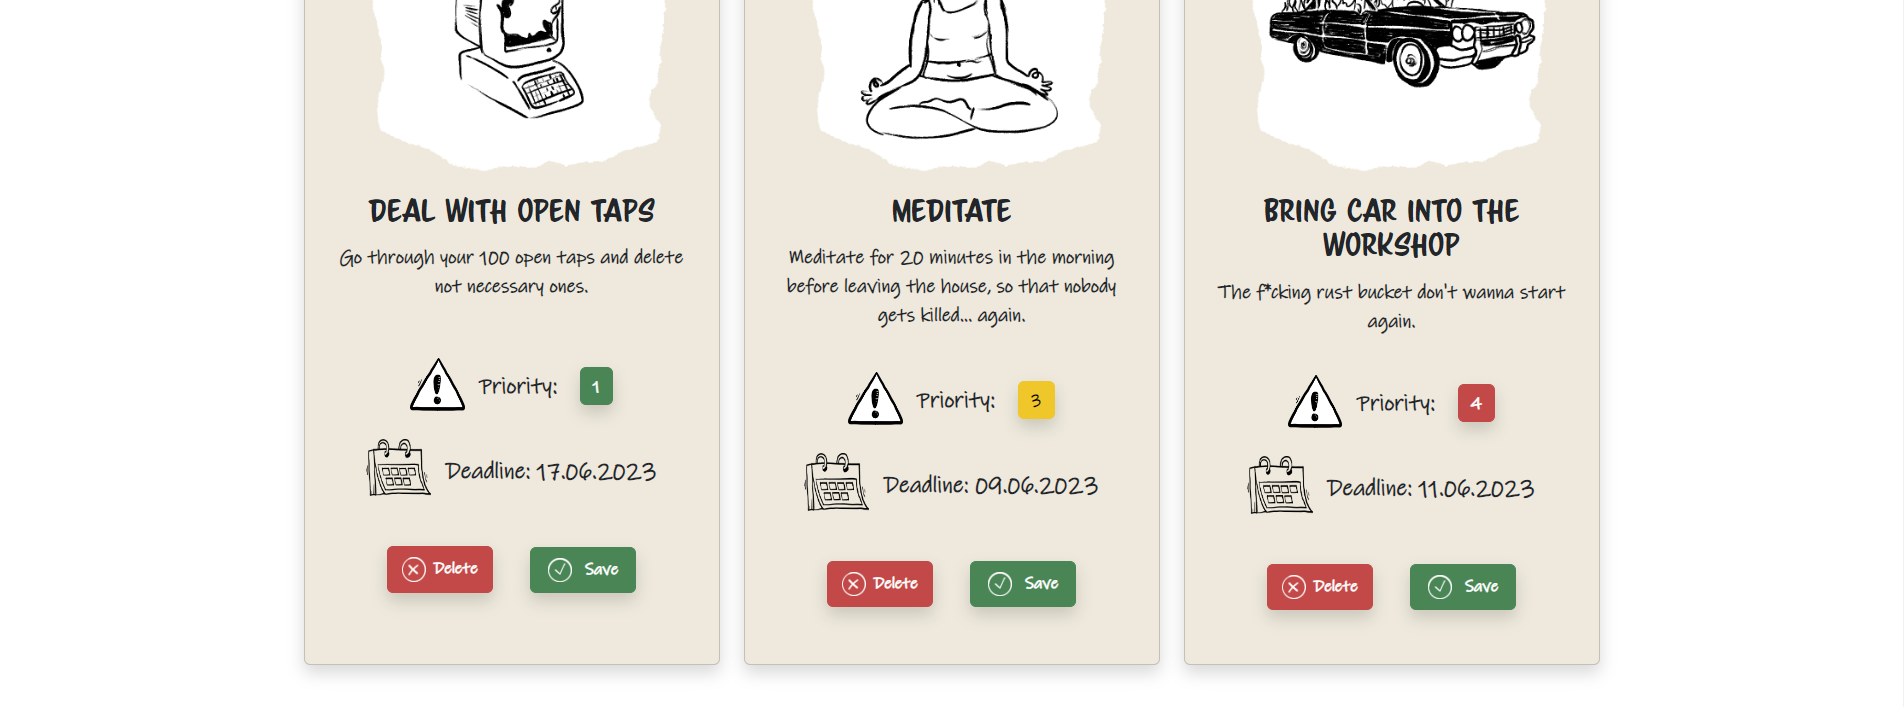 DEAL WITH OPEN TAPS
Go through your 100 open taps and delete
not necessary ones.
Priority: 1
Deadline: 17.06.2023
Delete Save
MEDITATE
Meditate for 20 minutes in the morning
before leaving the house, so that nobody
gets killed... again.
Priority: 3
Deadline: 09.06.2023
Delete Save
BRING CAR INTO THE
WORKSHOP
The f*cking rust bucket don't wanna start
again.
Priority: 4
Deadline: 11.06.2023
Delete Save